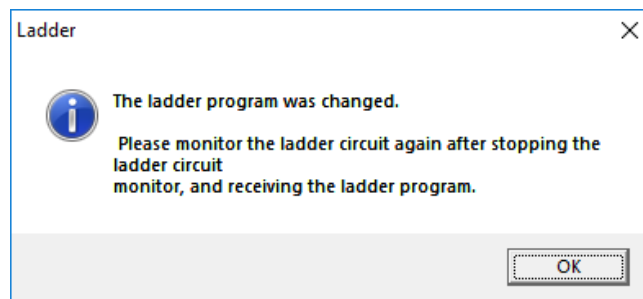 Ladder
The ladder program was changed.
Please monitor the ladder circuit again after stopping the
ladder circuit
monitor, and receiving the ladder program.
OK